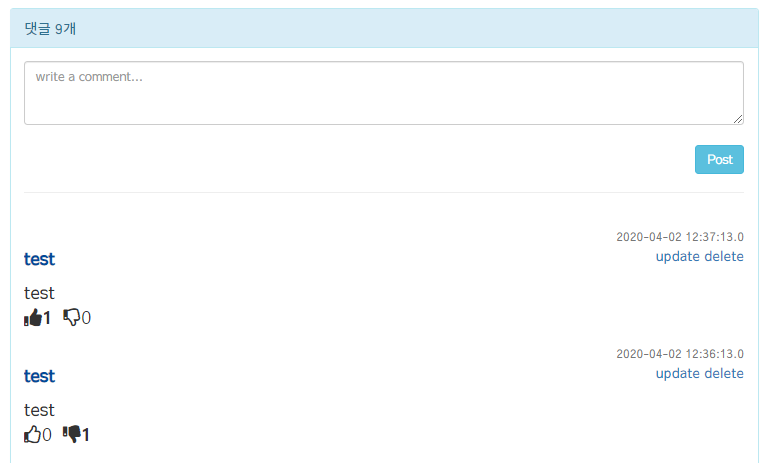 댓글 9개
write a comment...
Post
2020-04-02 12:37:13.0
test
update delete
test
1 0
2020-04-02 12:36:13.0
test
update delete
test
0 1